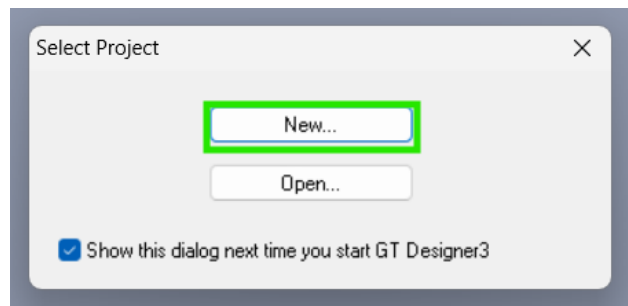 Select Project
New...
Open...
Show this dialog next time you start GT Designer3